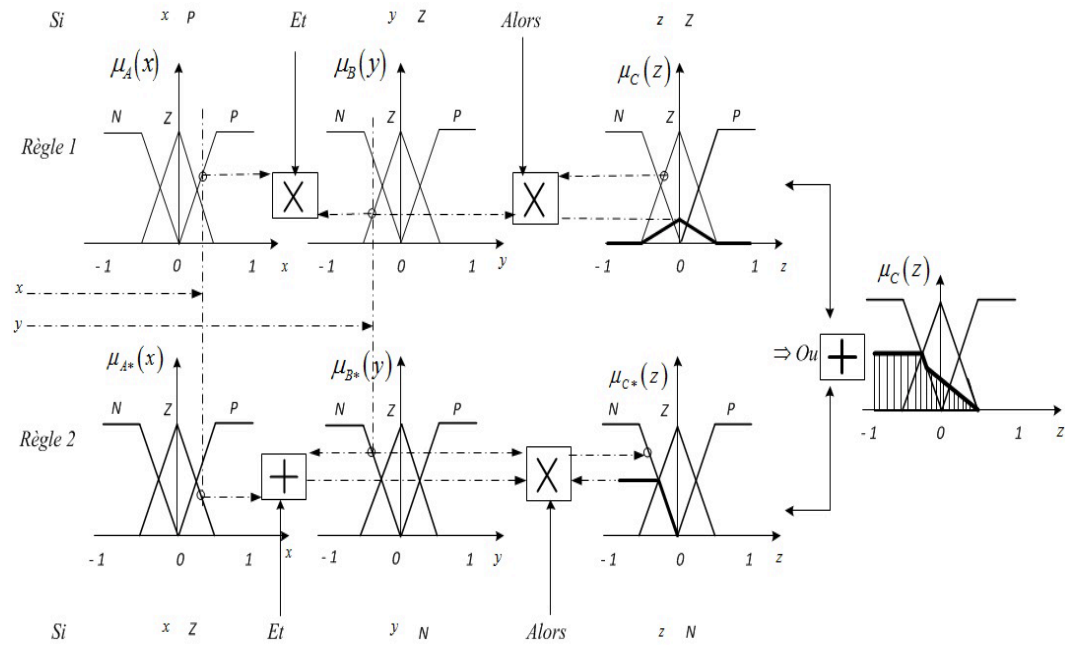 Si x P Et y Z Alors z Z
μA(x) μB(y) μC(z)
N Z P N Z P N Z P
Règle 1
X X
-1 0 1 x -1 0 1 y -1 0 1 z
μC(z)
x
y
⇒ Ou +
μA*(x) μB*(y) μC*(z)
N Z P N Z P N Z P
Règle 2
+ X
-1 0 1 z
-1 0 1 x -1 0 1 y -1 0 1 z
Si x Z Et y N Alors z N